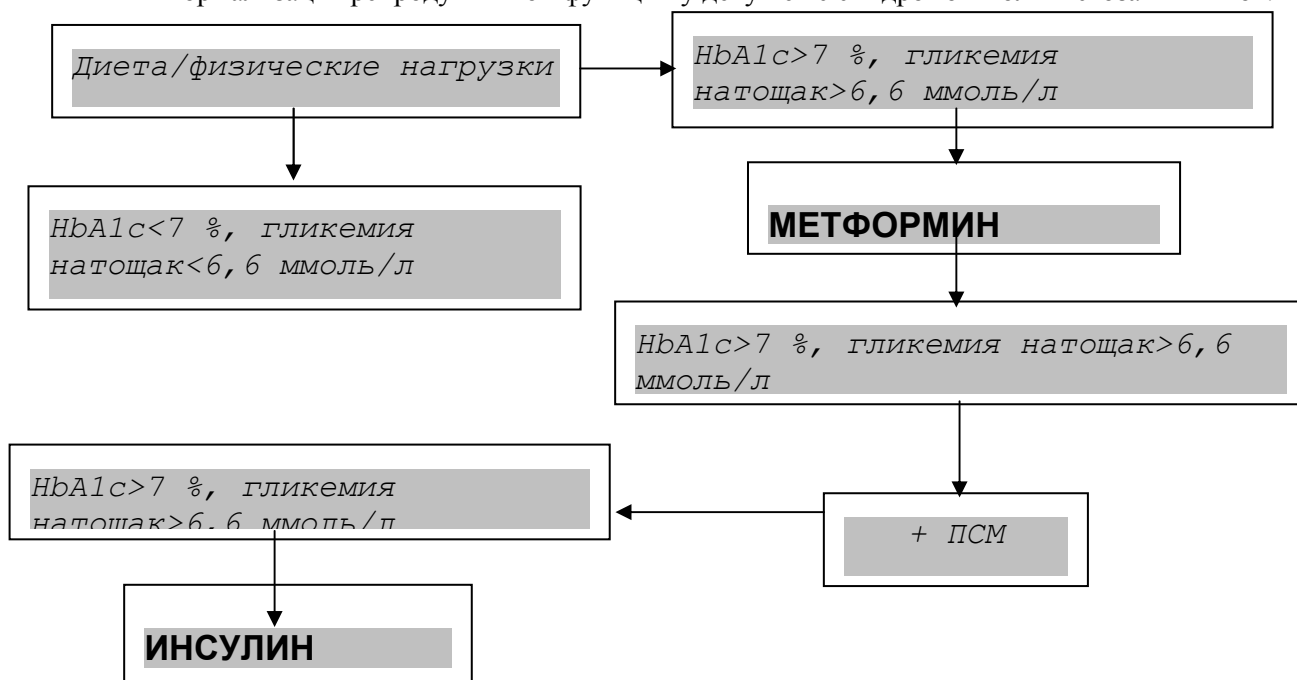 Диета/физические нагрузки
HbA1c>7 %, гликемия
натощак>6,6 ммоль/л
HbA1c<7 %, гликемия
натощак<6,6 ммоль/л
МЕТФОРМИН
HbA1c>7 %, гликемия натощак>6,6
ммоль/л
HbA1c>7 %, гликемия
натощак>6,6 ммоль/л
+ ПСМ
ИНСУЛИН